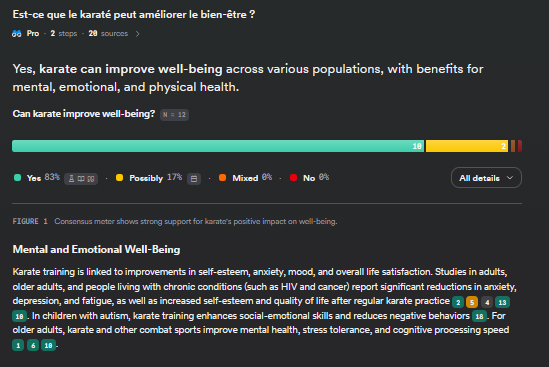 Est-ce que le karaté peut améliorer le bien-être ?
Pro · 2 steps · 20 sources
Yes, karate can improve well-being across various populations, with benefits for
mental, emotional, and physical health.
Can karate improve well-being? N = 12
10 2
Yes 83% · Possibly 17% · Mixed 0% · No 0% All details
FIGURE 1 Consensus meter shows strong support for karate's positive impact on well-being.
Mental and Emotional Well-Being
Karate training is linked to improvements in self-esteem, anxiety, mood, and overall life satisfaction. Studies in adults,
older adults, and people living with chronic conditions (such as HIV and cancer) report significant reductions in anxiety,
depression, and fatigue, as well as increased self-esteem and quality of life after regular karate practice 2 5 4 13
10 . In children with autism, karate training enhances social-emotional skills and reduces negative behaviors 18 . For
older adults, karate and other combat sports improve mental health, stress tolerance, and cognitive processing speed
1 6 10 .